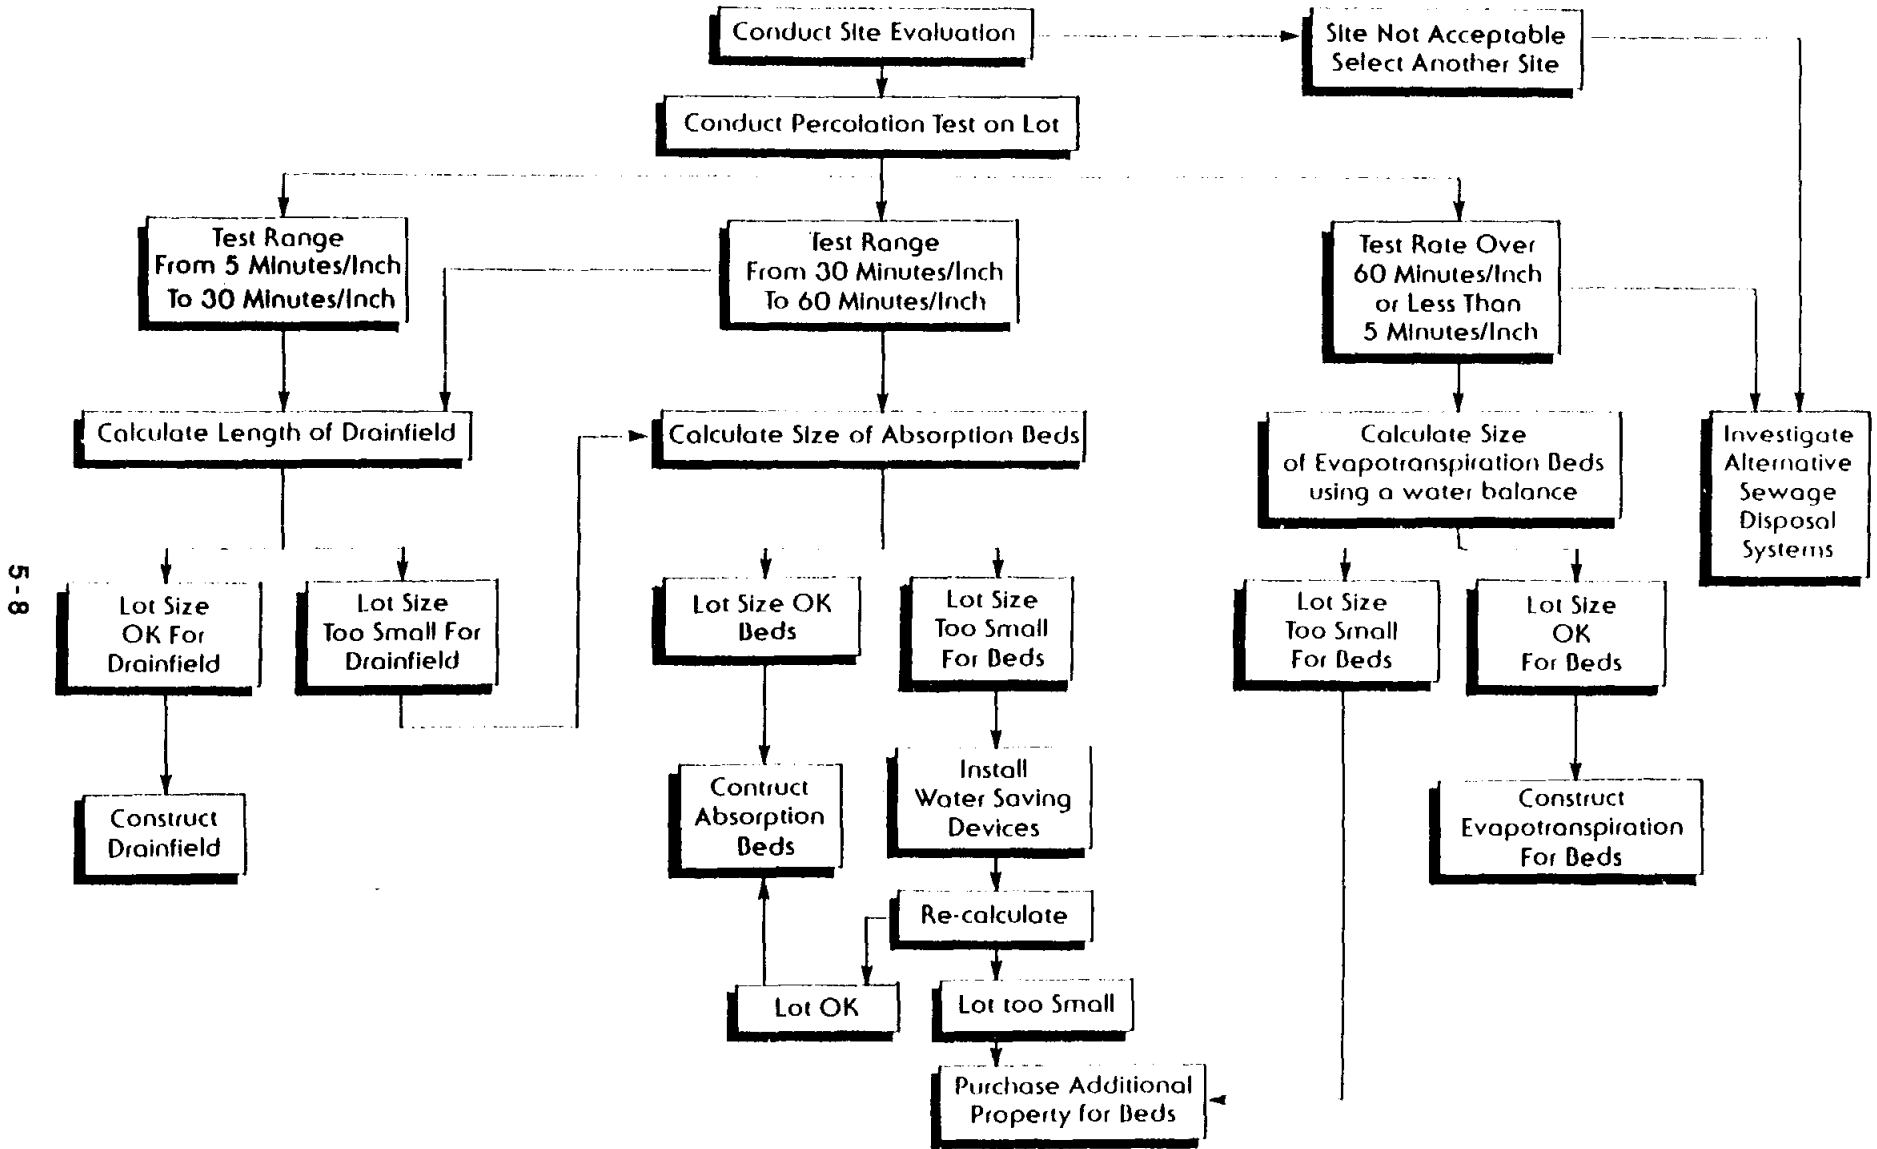 Conduct Site Evaluation
Site Not Acceptable
Select Another Site
Conduct Percolation Test on Lot
Test Range
From 5 Minutes/Inch
To 30 Minutes/Inch
Test Range
From 30 Minutes/Inch
To 60 Minutes/Inch
Test Rate Over
60 Minutes/Inch
or Less Than
5 Minutes/Inch
Calculate Length of Drainfield
Calculate Size of Absorption Beds
Calculate Size
of Evapotranspiration Beds
using a water balance
Investigate
Alternative
Sewage
Disposal
Systems
Lot Size
OK For
Drainfield
Lot Size
Too Small For
Drainfield
Lot Size OK
Beds
Lot Size
Too Small
For Beds
Lot Size
Too Small
For Beds
Lot Size
OK
For Beds
Construct
Drainfield
Contruct
Absorption
Beds
Install
Water Saving
Devices
Construct
Evapotranspiration
For Beds
Re-calculate
Lot OK
Lot too Small
Purchase Additional
Property for Beds
5-8